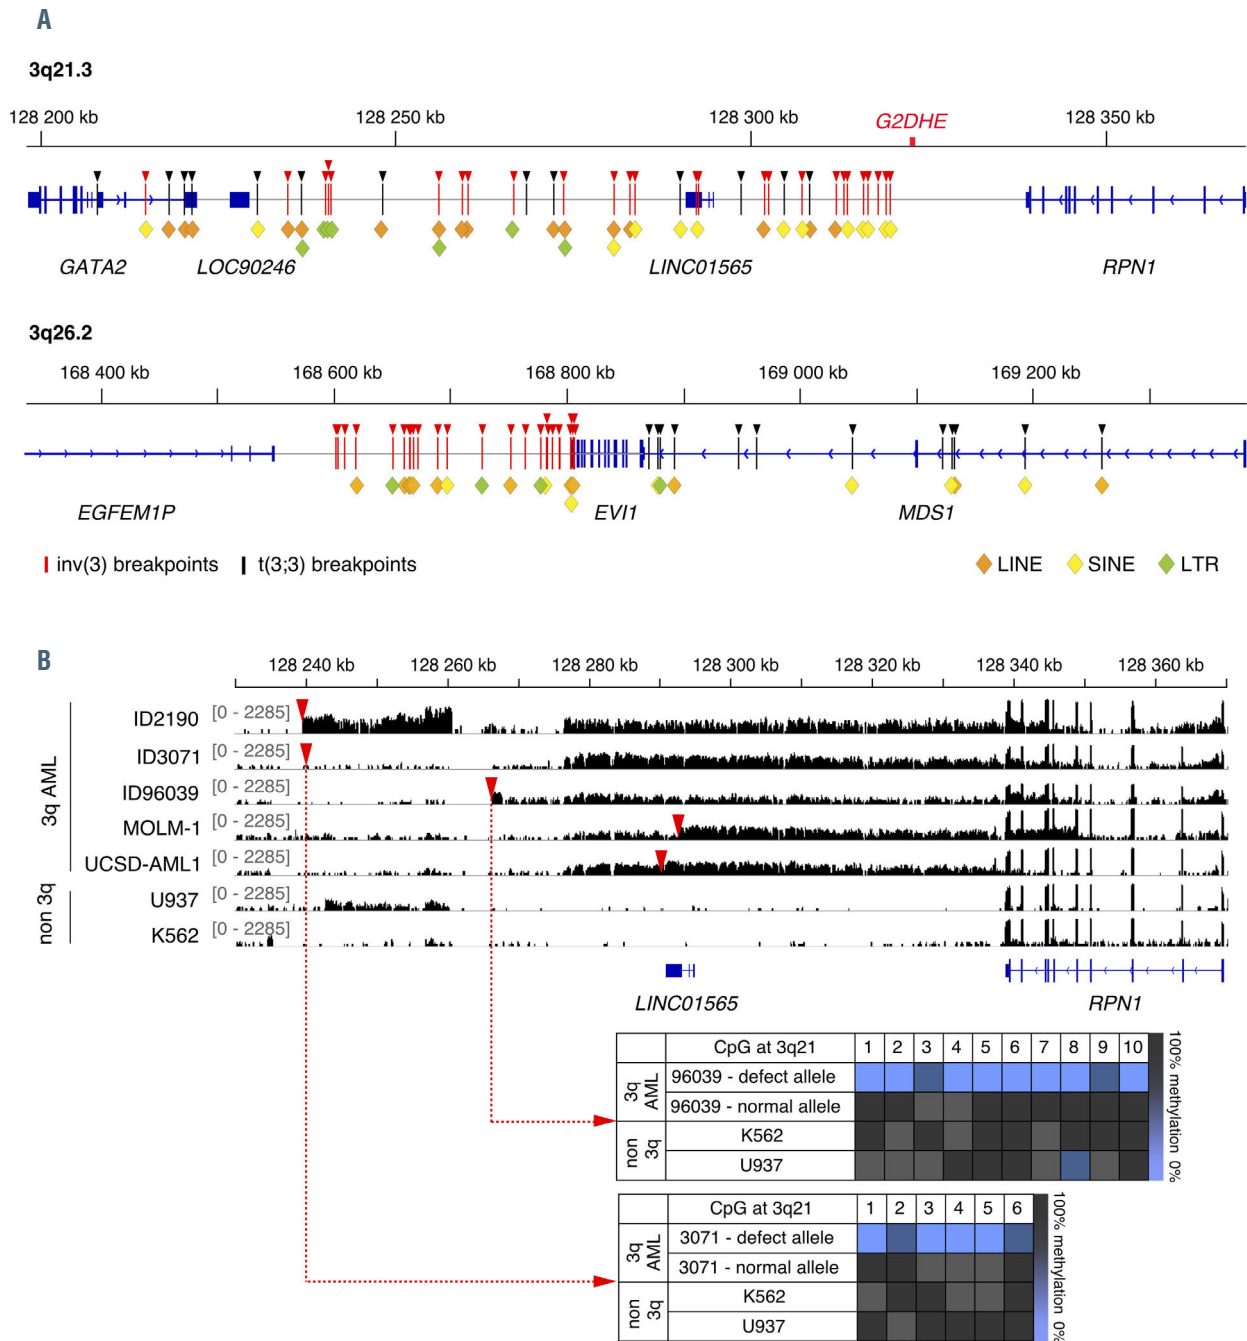 A
3q21.3
128 200 kb 128 250 kb 128 300 kb 128 350 kb
G2DHE
GATA2 LOC90246 LINC01565 RPN1
3q26.2
168 400 kb 168 600 kb 168 800 kb 169 000 kb 169 200 kb
EGFEM1P EVI1 MDS1
inv(3) breakpoints t(3;3) breakpoints LINE SINE LTR
B
128 240 kb 128 260 kb 128 280 kb 128 300 kb 128 320 kb 128 340 kb 128 360 kb
3q AML
ID2190 [0 - 2285]
ID3071 [0 - 2285]
ID96039 [0 - 2285]
MOLM-1 [0 - 2285]
UCSD-AML1 [0 - 2285]
non 3q
U937 [0 - 2285]
K562 [0 - 2285]
LINC01565 RPN1
CpG at 3q21 1 2 3 4 5 6 7 8 9 10
3q AML
96039 - defect allele
96039 - normal allele
non 3q
K562
U937
100% methylation 0%
CpG at 3q21 1 2 3 4 5 6
3q AML
3071 - defect allele
3071 - normal allele
non 3q
K562
U937
100% methylation 0%